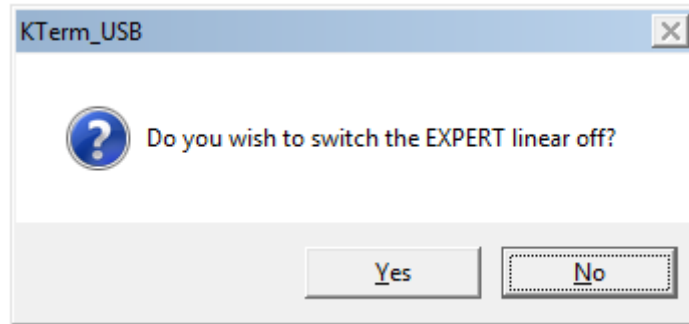 KTerm_USB
Do you wish to switch the EXPERT linear off?
Yes
No